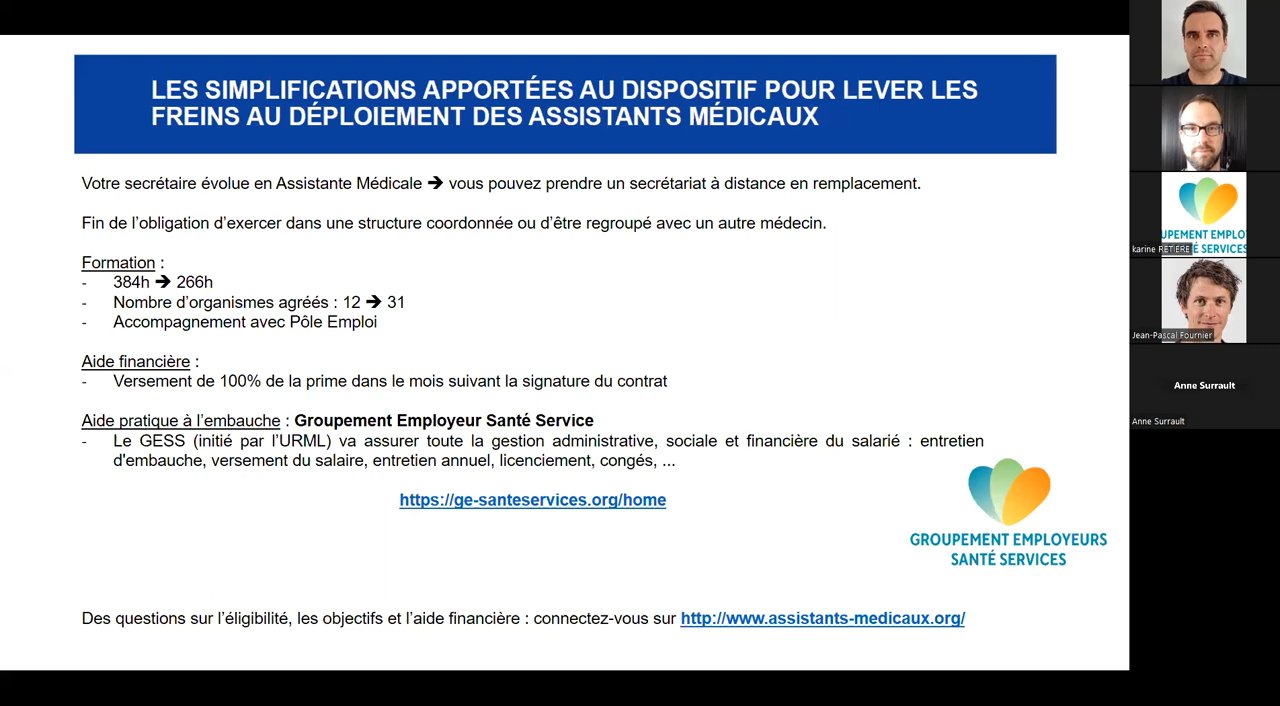 LES SIMPLIFICATIONS APPORTÉES AU DISPOSITIF POUR LEVER LES
FREINS AU DÉPLOIEMENT DES ASSISTANTS MÉDICAUX
Votre secrétaire évolue en Assistante Médicale ➔ vous pouvez prendre un secrétariat à distance en remplacement.
Fin de l'obligation d'exercer dans une structure coordonnée ou d'être regroupé avec un autre médecin.
Formation :
- 384h ➔ 266h
- Nombre d'organismes agréés : 12 ➔ 31
- Accompagnement avec Pôle Emploi
Aide financière :
- Versement de 100% de la prime dans le mois suivant la signature du contrat
Aide pratique à l'embauche : Groupement Employeur Santé Service
- Le GESS (initié par l'URML) va assurer toute la gestion administrative, sociale et financière du salarié : entretien
d'embauche, versement du salaire, entretien annuel, licenciement, congés, ...
https://ge-santeservices.org/home
GROUPEMENT EMPLOYEURS
SANTÉ SERVICES
Des questions sur l'éligibilité, les objectifs et l'aide financière : connectez-vous sur http://www.assistants-medicaux.org/
UPEMENT EMPLO
É SERVICES
karine RETIERE
Jean-Pascal Fournier
Anne Surrault
Anne Surrault